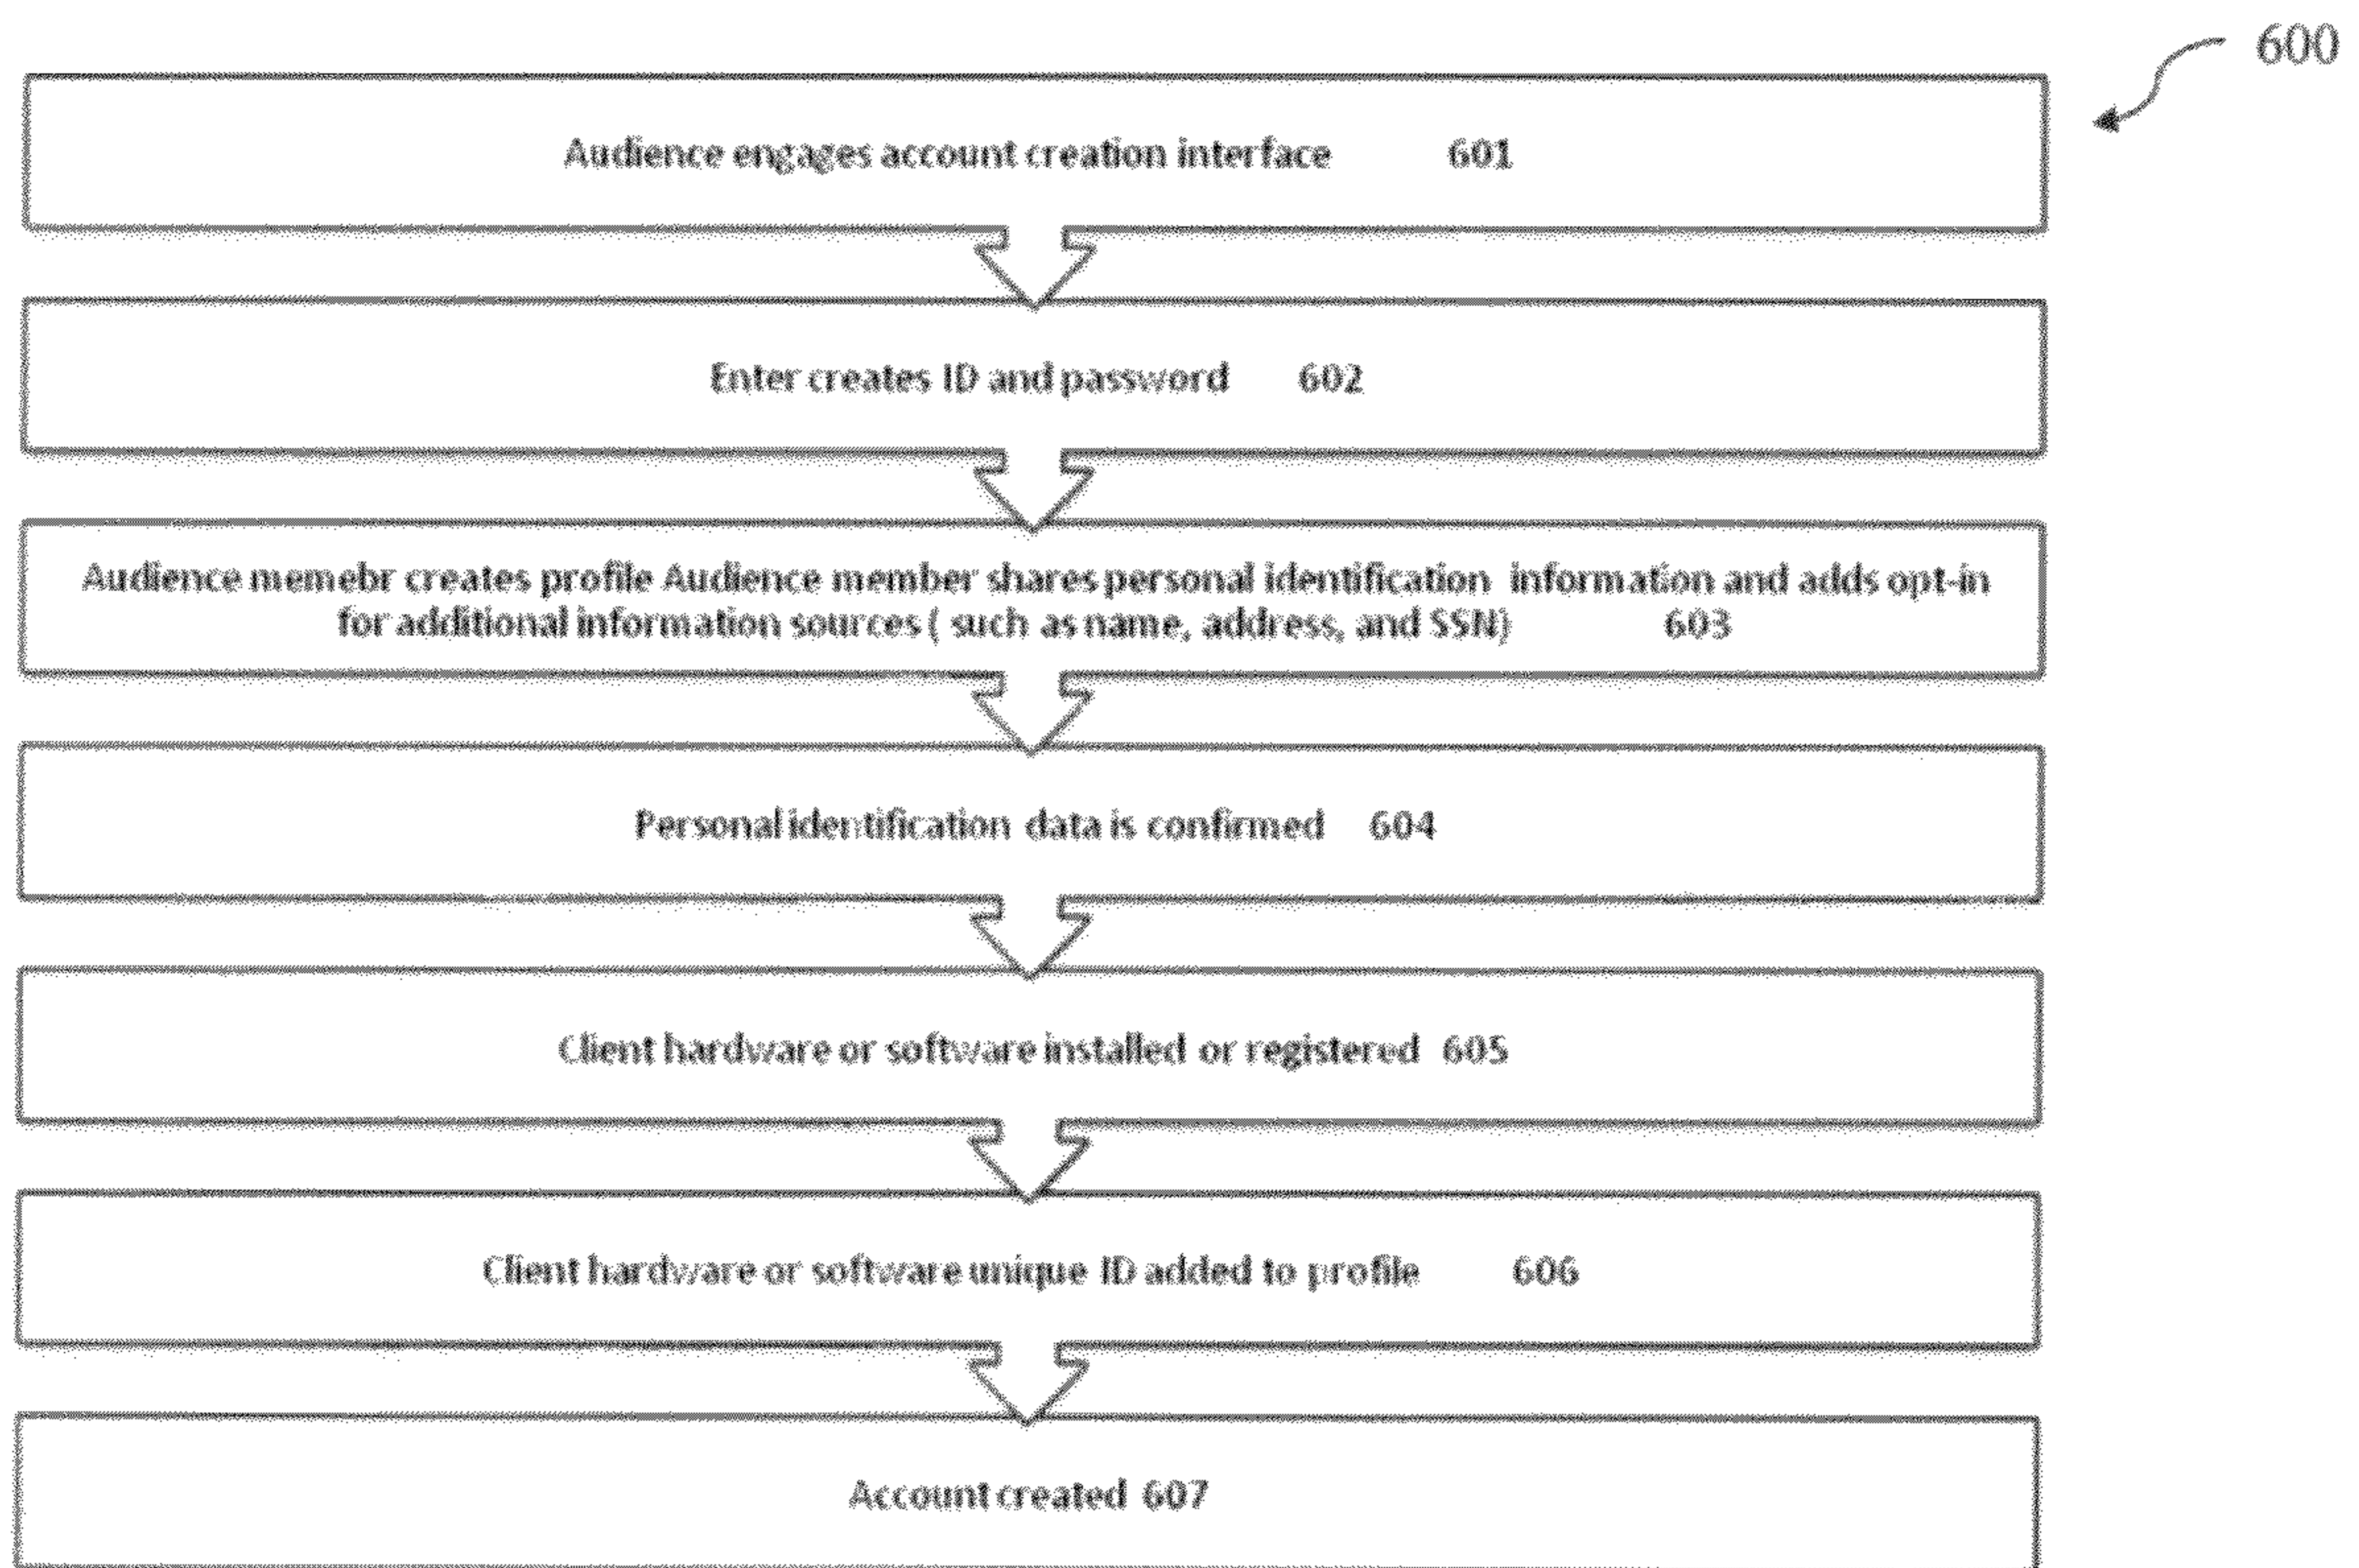 600
Audience engages account creation interface 601
Enter creates ID and password 602
Audience memebr creates profile Audience member shares personal identification information and adds opt-in
for additional information sources ( such as name, address, and SSN) 603
Personal identification data is confirmed 604
Client hardware or software installed or registered 605
Client hardware or software unique ID added to profile 606
Account created 607